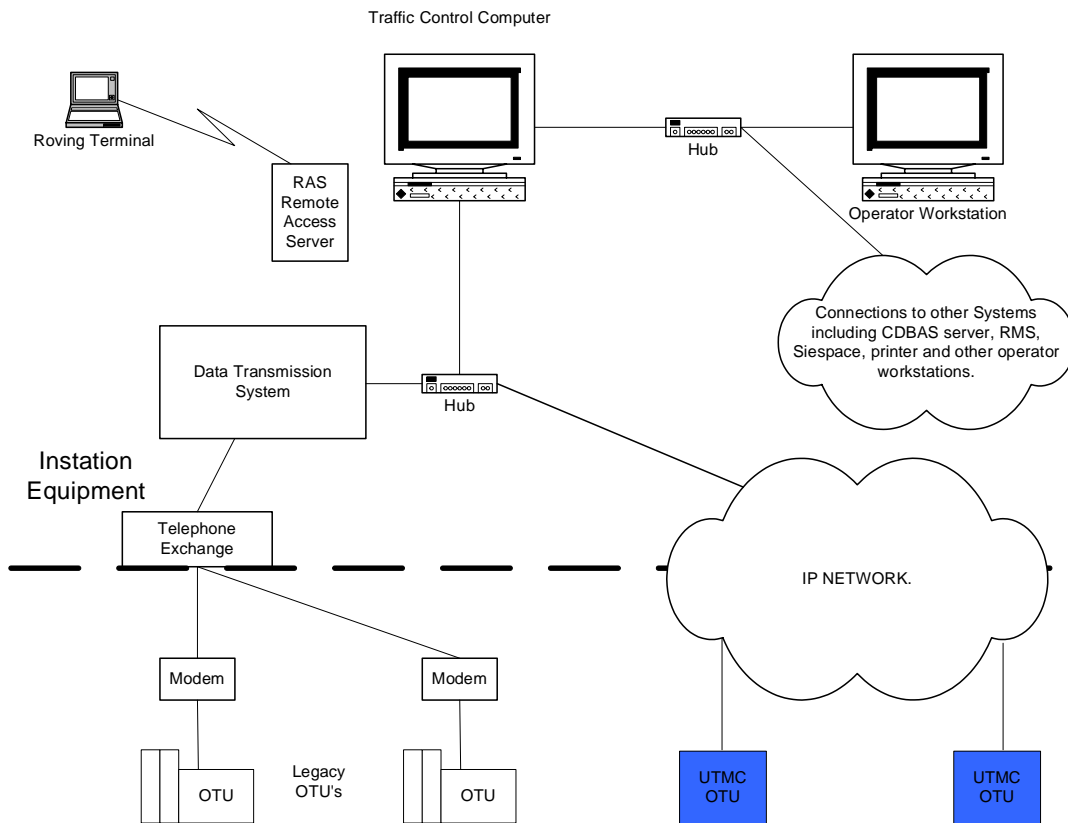 Traffic Control Computer
Roving Terminal
RAS
Remote
Access
Server
Hub
Operator Workstation
Connections to other Systems
including CDBAS server, RMS,
Siespace, printer and other operator
workstations.
Data Transmission
System
Hub
Instation
Equipment
Telephone
Exchange
IP NETWORK.
Modem
Modem
OTU
Legacy
OTU's
OTU
UTMC
OTU
UTMC
OTU